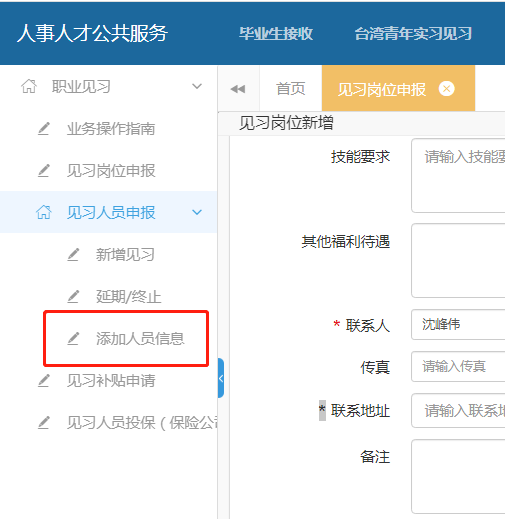 人事人才公共服务
毕业生接收
台湾青年实习见习
职业见习
业务操作指南
见习岗位申报
见习人员申报
新增见习
延期/终止
添加人员信息
见习补贴申请
见习人员投保（保险公司
首页
见习岗位申报
见习岗位新增
技能要求
请输入技能要
其他福利待遇
* 联系人
沈峰伟
传真
请输入传真
* 联系地址
请输入联系地
备注